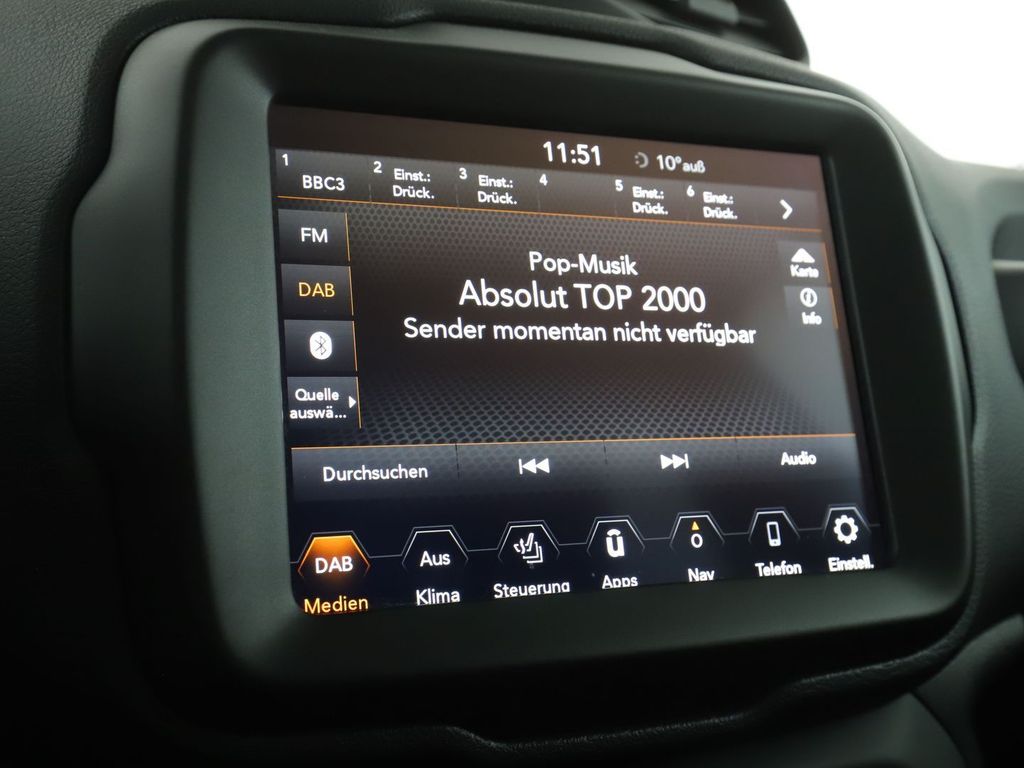 11:51
10° auß
1
BBC3
2
Einst.:
Drück.
3
Einst.:
Drück.
4
5
Einst.:
Drück.
6
Einst.:
Drück.
FM
DAB
Quelle
auswä...
Pop-Musik
Absolut TOP 2000
Sender momentan nicht verfügbar
Karte
Info
Durchsuchen
Audio
DAB
Medien
Aus
Klima
Steuerung
Apps
Nav
Telefon
Einstell.